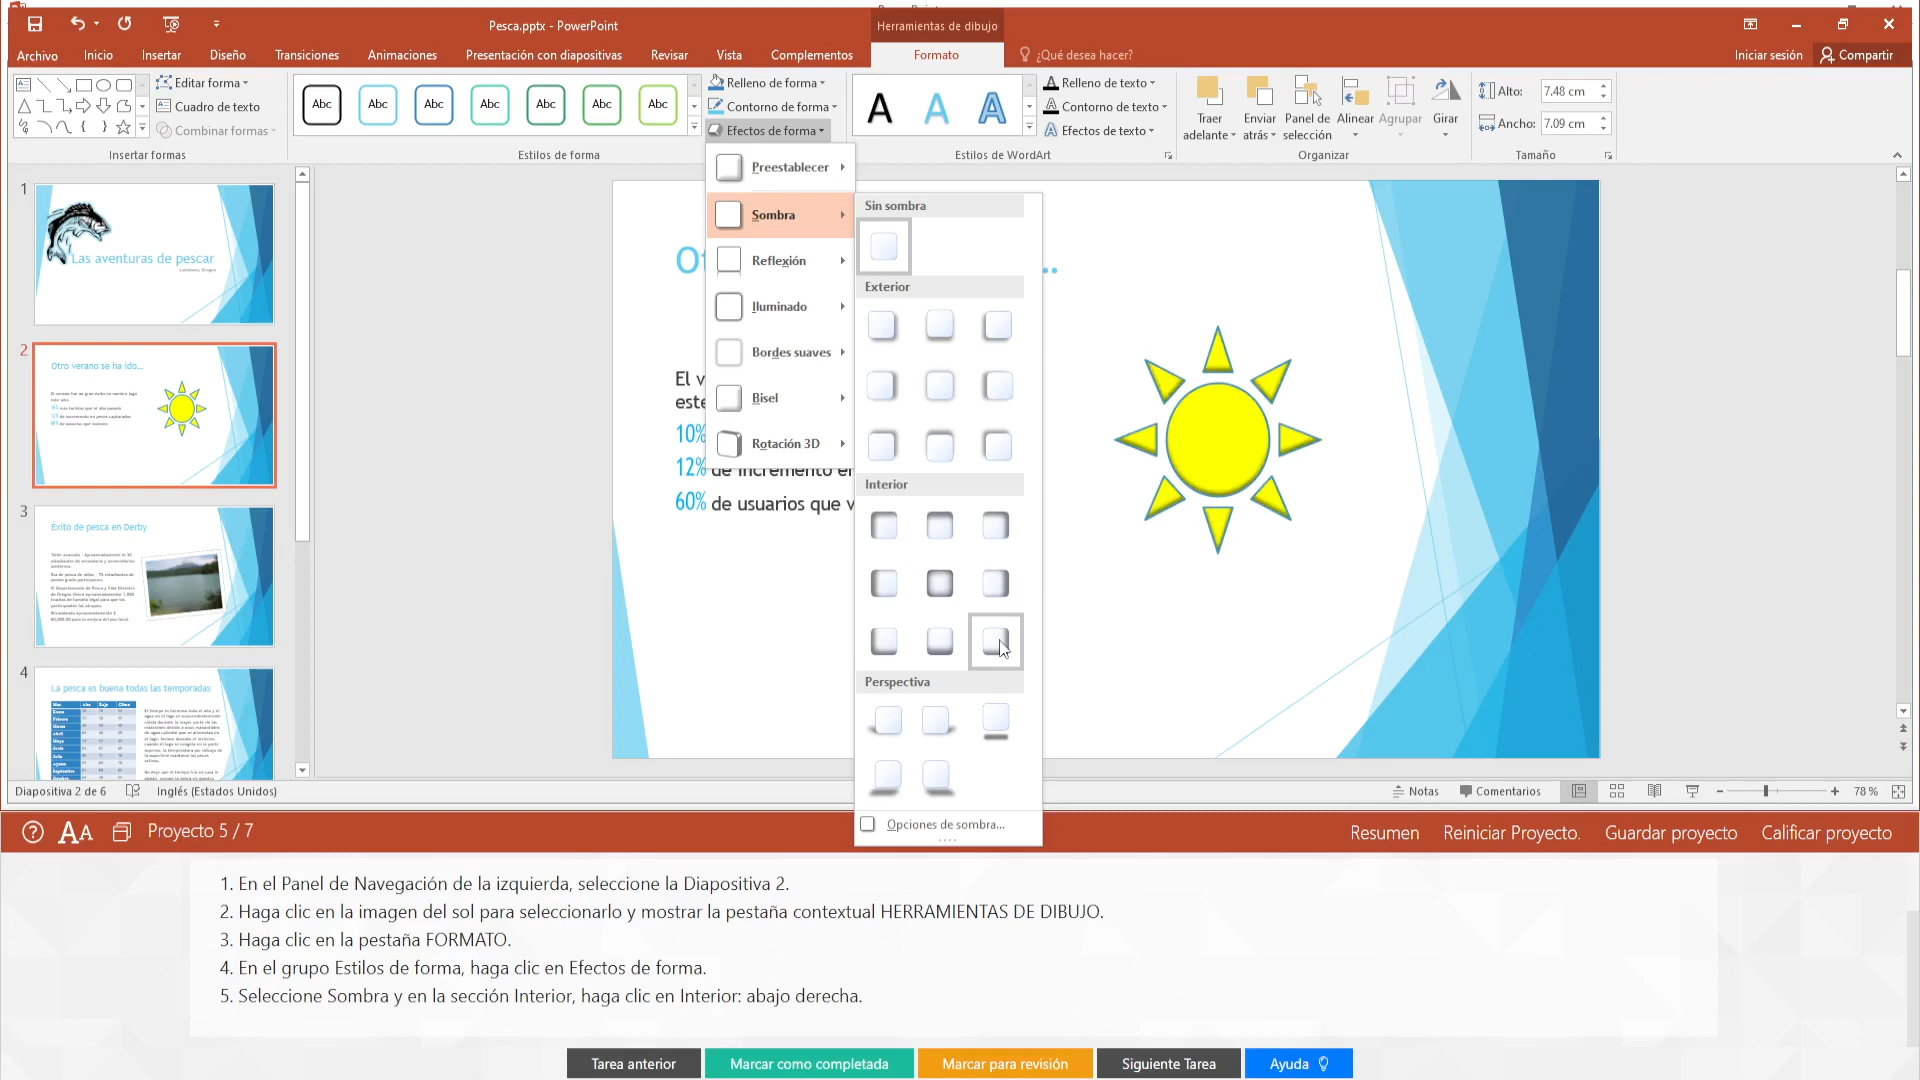 Pesca.pptx - PowerPoint
Herramientas de dibujo
Archivo
Inicio
Insertar
Diseño
Transiciones
Animaciones
Presentación con diapositivas
Revisar
Vista
Complementos
Formato
¿Qué desea hacer?
Iniciar sesión
Compartir
Editar forma
Cuadro de texto
Combinar formas
Insertar formas
Abc
Abc
Abc
Abc
Abc
Abc
Abc
Estilos de forma
Relleno de forma
Contorno de forma
Efectos de forma
A
A
A
Relleno de texto
Contorno de texto
Efectos de texto
Estilos de WordArt
Traer adelante
Enviar atrás
Panel de selección
Alinear
Agrupar
Girar
Organizar
Alto:
7.48 cm
Ancho:
7.09 cm
Tamaño
Preestablecer
Sombra
Reflexión
Iluminado
Bordes suaves
Bisel
Rotación 3D
Sin sombra
Exterior
Interior
Perspectiva
Opciones de sombra...
1
Las aventuras de pescar
2
Otro verano se ha ido...
3
Éxito de pesca en Derby
4
La pesca es buena todas las temporadas
El v
este
10%
12% de incremento e
60% de usuarios que v
Diapositiva 2 de 6
Inglés (Estados Unidos)
Notas
Comentarios
78 %
Proyecto 5 / 7
Resumen
Reiniciar Proyecto.
Guardar proyecto
Calificar proyecto
1. En el Panel de Navegación de la izquierda, seleccione la Diapositiva 2.
2. Haga clic en la imagen del sol para seleccionarlo y mostrar la pestaña contextual HERRAMIENTAS DE DIBUJO.
3. Haga clic en la pestaña FORMATO.
4. En el grupo Estilos de forma, haga clic en Efectos de forma.
5. Seleccione Sombra y en la sección Interior, haga clic en Interior: abajo derecha.
Tarea anterior
Marcar como completada
Marcar para revisión
Siguiente Tarea
Ayuda